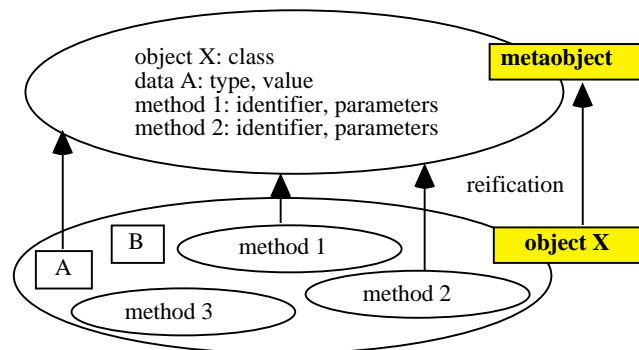 object X: class
data A: type, value
method 1: identifier, parameters
method 2: identifier, parameters
metaobject
reification
B
method 1
object X
A
method 2
method 3